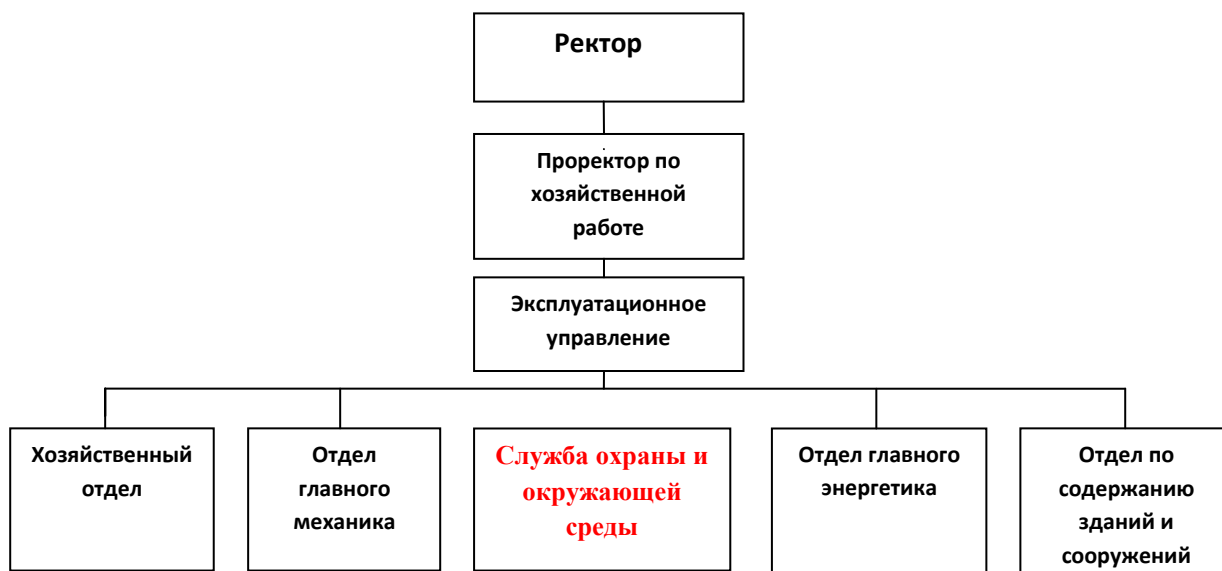 Ректор
Проректор по
хозяйственной
работе
Эксплуатационное
управление
Хозяйственный
отдел
Отдел
главного
механика
Служба охраны и
окружающей
среды
Отдел главного
энергетика
Отдел по
содержанию
зданий и
сооружений